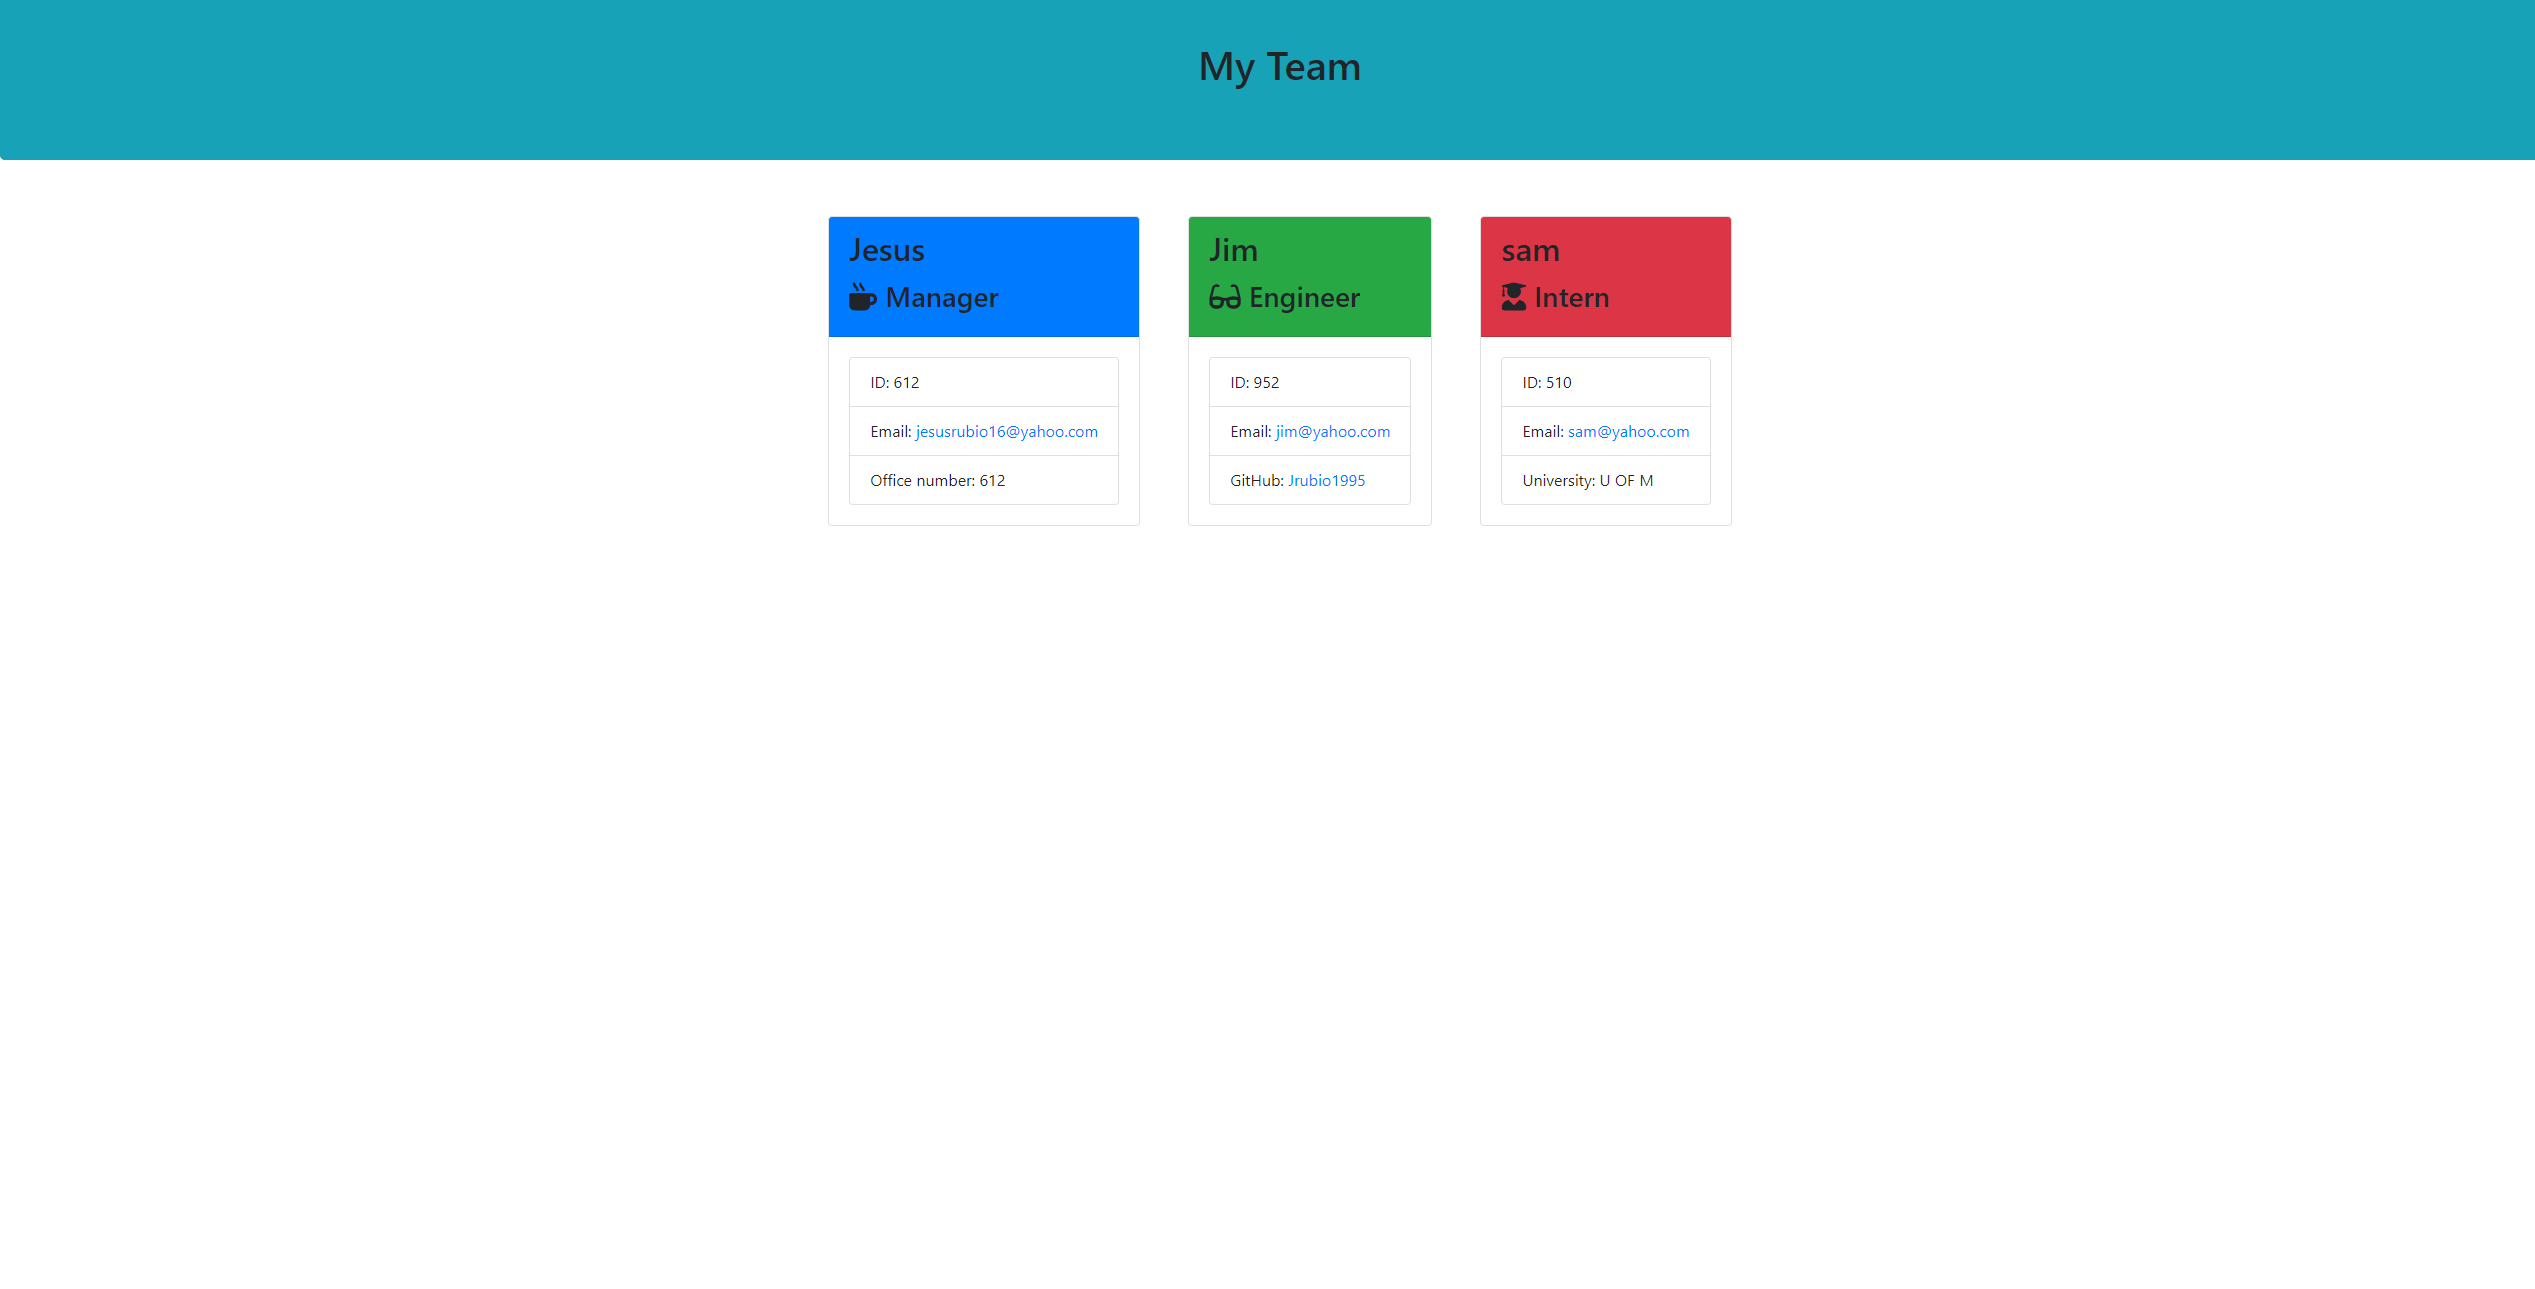 My Team
Jesus
Manager
ID: 612
Email: jesusrubio16@yahoo.com
Office number: 612
Jim
Engineer
ID: 952
Email: jim@yahoo.com
GitHub: Jrubio1995
sam
Intern
ID: 510
Email: sam@yahoo.com
University: U OF M